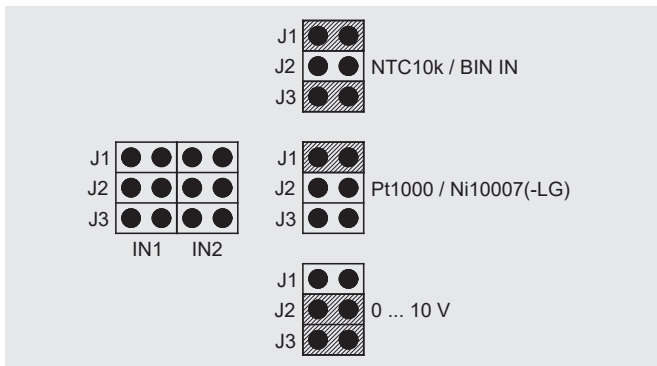 J1
J2 NTC10k / BIN IN
J3
J1
J2
J3
IN1 IN2
J1
J2 Pt1000 / Ni10007(-LG)
J3
J1
J2 0 ... 10 V
J3